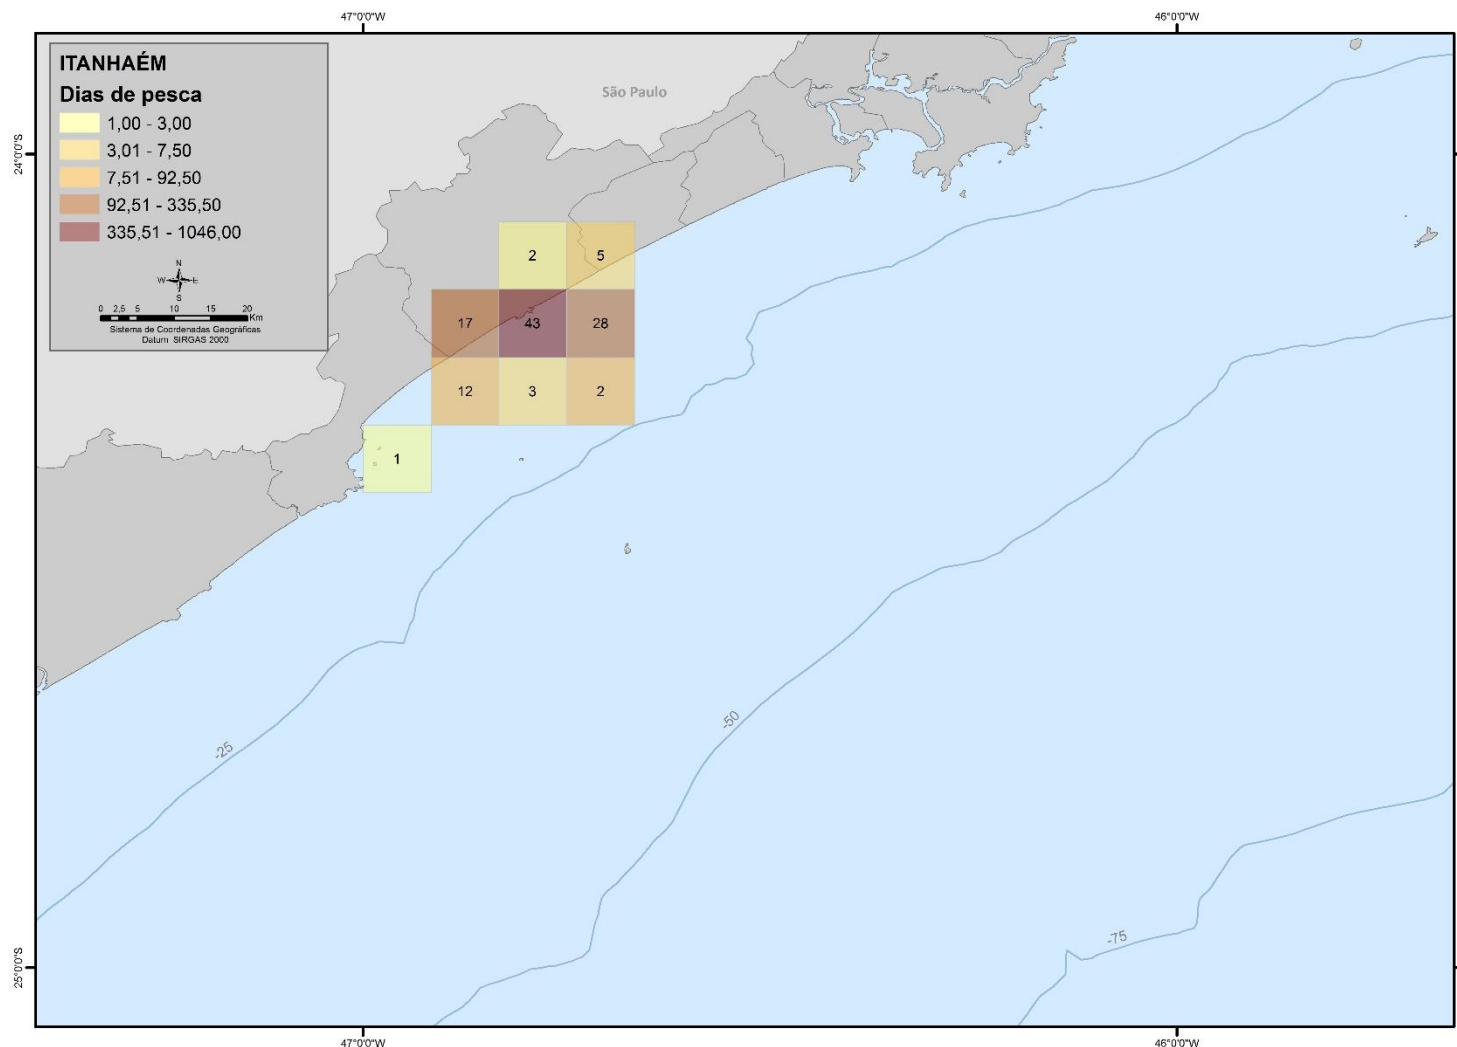 47°0'0"W 46°0'0"W
ITANHAÉM
Dias de pesca
1,00 - 3,00
3,01 - 7,50
7,51 - 92,50
92,51 - 335,50
335,51 - 1046,00
N
W E
S
0 2,5 5 10 15 20
Km
Sistema de Coordenadas Geográficas
Datum SIRGAS 2000
São Paulo
24°0'0"S
2 5
17 43 28
12 3 2
1
-25
-50
-75
25°0'0"S
47°0'0"W 46°0'0"W